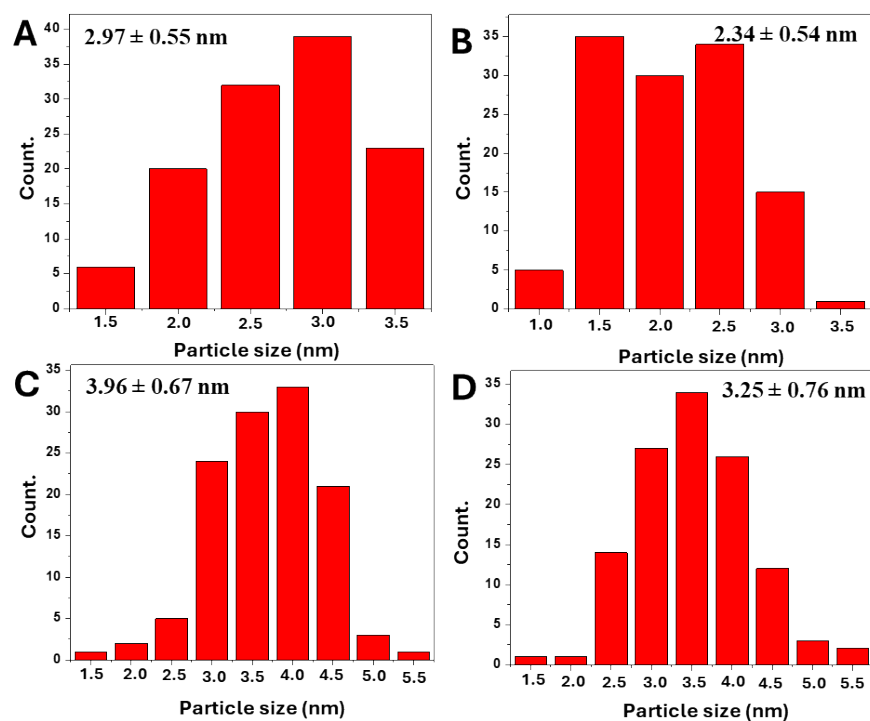 A
2.97 ± 0.55 nm
Count.
40
35
30
25
20
15
10
5
0
1.5 2.0 2.5 3.0 3.5
Particle size (nm)
B
2.34 ± 0.54 nm
Count.
35
30
25
20
15
10
5
0
1.0 1.5 2.0 2.5 3.0 3.5
Particle size (nm)
C
3.96 ± 0.67 nm
Count.
35
30
25
20
15
10
5
0
1.5 2.0 2.5 3.0 3.5 4.0 4.5 5.0 5.5
Particle size (nm)
D
3.25 ± 0.76 nm
Count.
35
30
25
20
15
10
5
0
1.5 2.0 2.5 3.0 3.5 4.0 4.5 5.0 5.5
Particle size (nm)